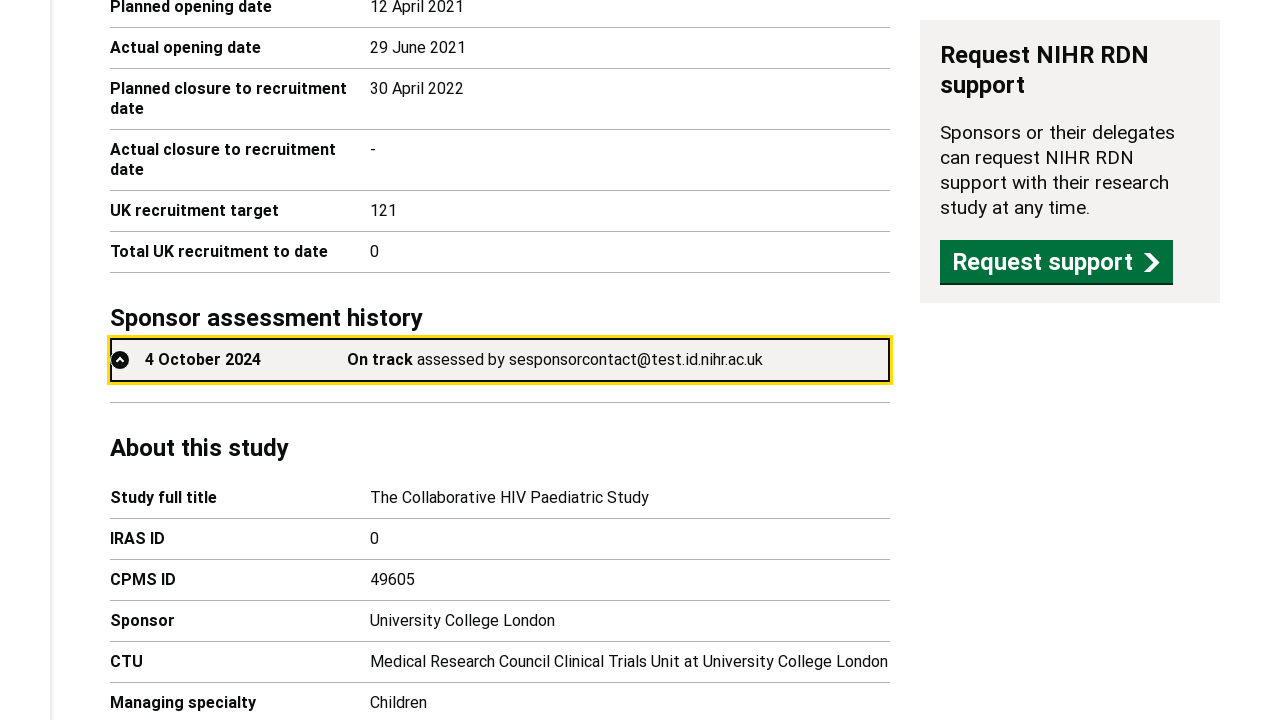 Planned opening date 12 April 2021
Actual opening date 29 June 2021
Planned closure to recruitment date 30 April 2022
Actual closure to recruitment date -
UK recruitment target 121
Total UK recruitment to date 0
Sponsor assessment history
4 October 2024 On track assessed by sesponsorcontact@test.id.nihr.ac.uk
About this study
Study full title The Collaborative HIV Paediatric Study
IRAS ID 0
CPMS ID 49605
Sponsor University College London
CTU Medical Research Council Clinical Trials Unit at University College London
Managing specialty Children
Request NIHR RDN
support
Sponsors or their delegates
can request NIHR RDN
support with their research
study at any time.
Request support